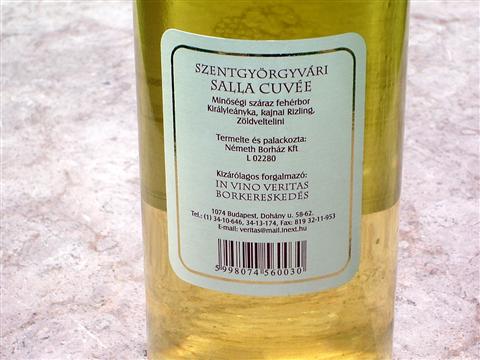 SZENTGYÖRGYVÁRI
SALLA CUVÉE
Minőségi száraz fehérbor
Királyleányka, kajnai Rizling,
Zöldveltelini
Termelte és palackozta:
Németh Borház Kft
L 02280
Kizárólagos forgalmazó:
IN VINO VERITAS
BORKERESKEDÉS
1074 Budapest, Dohány u. 58-62.
Tel.: (1) 34-10-646, 34-13-174, Fax: 819 32-11-953
E-mail: veritas@mail.inext.hu
5 998074 560030